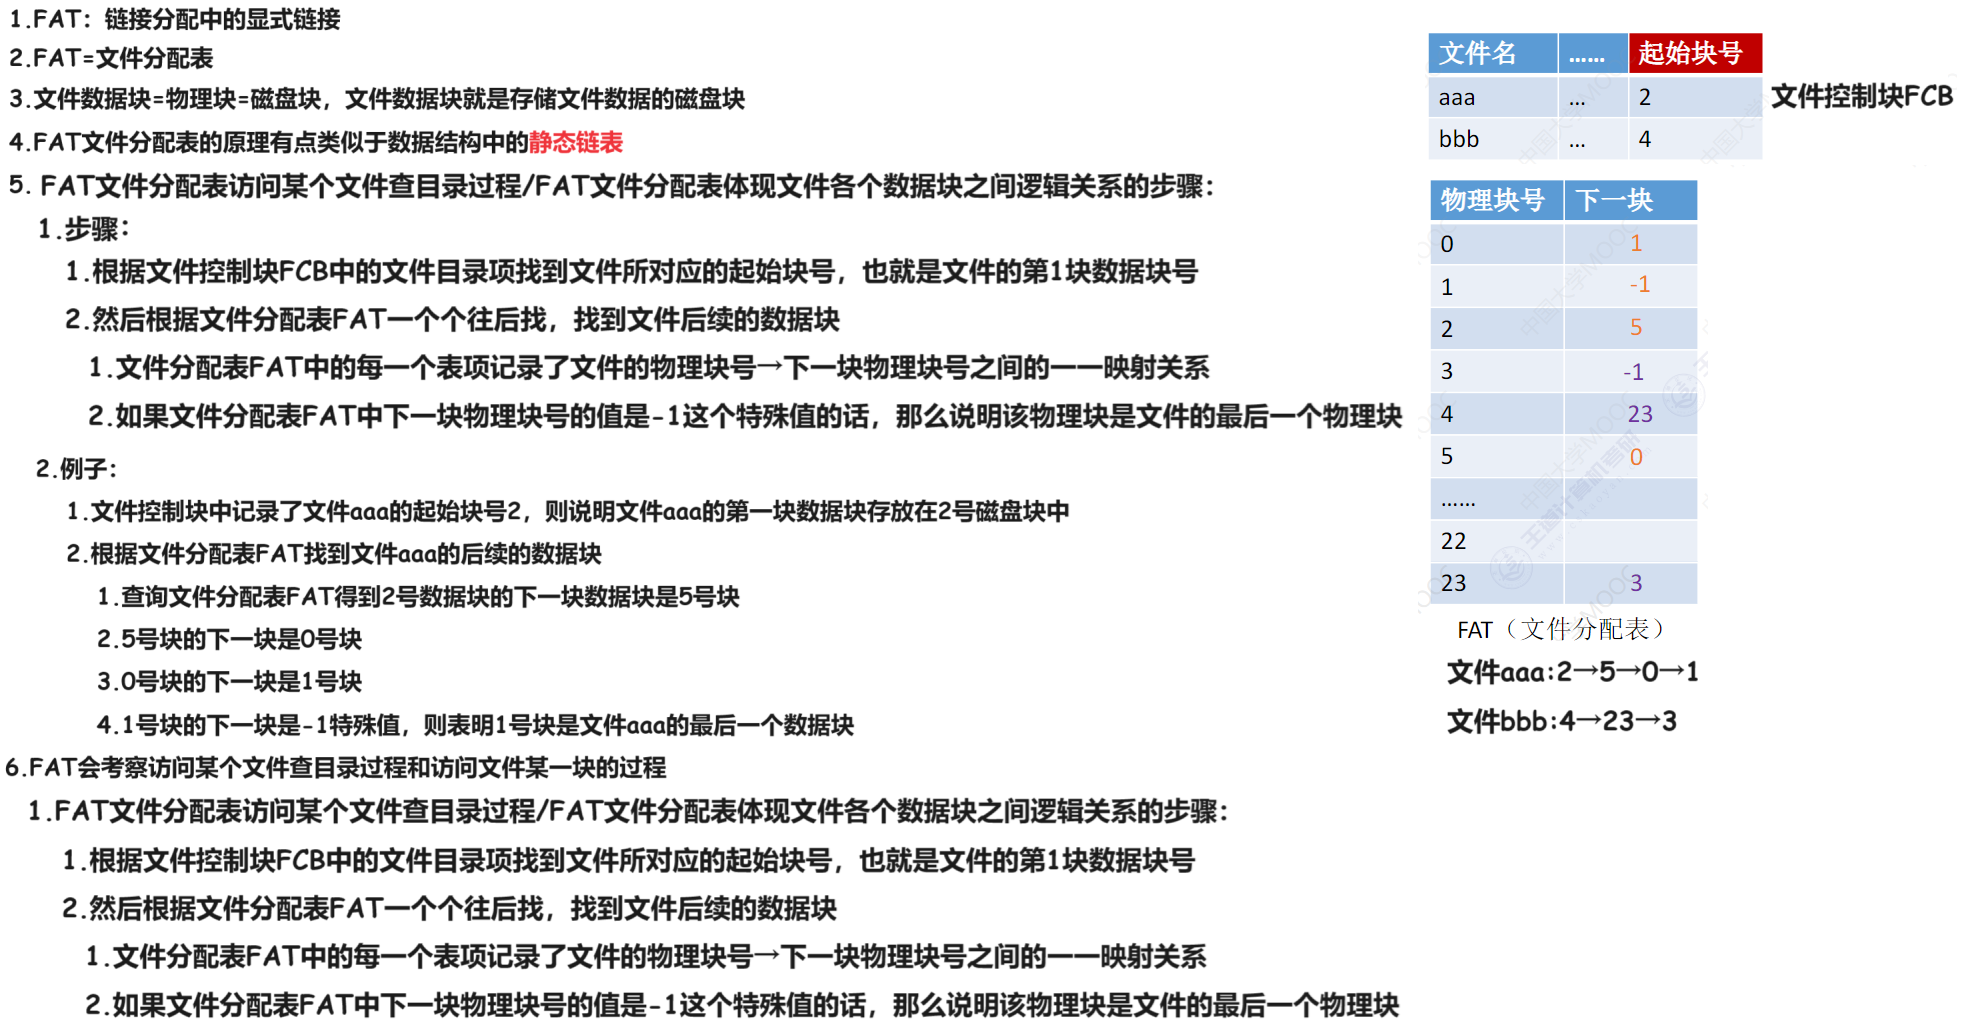 1.FAT：链接分配中的显式链接
2.FAT=文件分配表
3.文件数据块=物理块=磁盘块，文件数据块就是存储文件数据的磁盘块
4.FAT文件分配表的原理有点类似于数据结构中的静态链表
5. FAT文件分配表访问某个文件查目录过程/FAT文件分配表体现文件各个数据块之间逻辑关系的步骤：
1.步骤：
1.根据文件控制块FCB中的文件目录项找到文件所对应的起始块号，也就是文件的第1块数据块号
2.然后根据文件分配表FAT一个个往后找，找到文件后续的数据块
1.文件分配表FAT中的每一个表项记录了文件的物理块号→下一块物理块号之间的一一映射关系
2.如果文件分配表FAT中下一块物理块号的值是-1这个特殊值的话，那么说明该物理块是文件的最后一个物理块
2.例子：
1.文件控制块中记录了文件aaa的起始块号2，则说明文件aaa的第一块数据块存放在2号磁盘块中
2.根据文件分配表FAT找到文件aaa的后续的数据块
1.查询文件分配表FAT得到2号数据块的下一块数据块是5号块
2.5号块的下一块是0号块
3.0号块的下一块是1号块
4.1号块的下一块是-1特殊值，则表明1号块是文件aaa的最后一个数据块
6.FAT会考察访问某个文件查目录过程和访问文件某一块的过程
1.FAT文件分配表访问某个文件查目录过程/FAT文件分配表体现文件各个数据块之间逻辑关系的步骤：
1.根据文件控制块FCB中的文件目录项找到文件所对应的起始块号，也就是文件的第1块数据块号
2.然后根据文件分配表FAT一个个往后找，找到文件后续的数据块
1.文件分配表FAT中的每一个表项记录了文件的物理块号→下一块物理块号之间的一一映射关系
2.如果文件分配表FAT中下一块物理块号的值是-1这个特殊值的话，那么说明该物理块是文件的最后一个物理块
文件名 …… 起始块号
aaa … 2
文件控制块FCB
bbb … 4
物理块号 下一块
0 1
1 -1
2 5
3 -1
4 23
5 0
……
22
23 3
FAT（文件分配表）
文件aaa:2→5→0→1
文件bbb:4→23→3